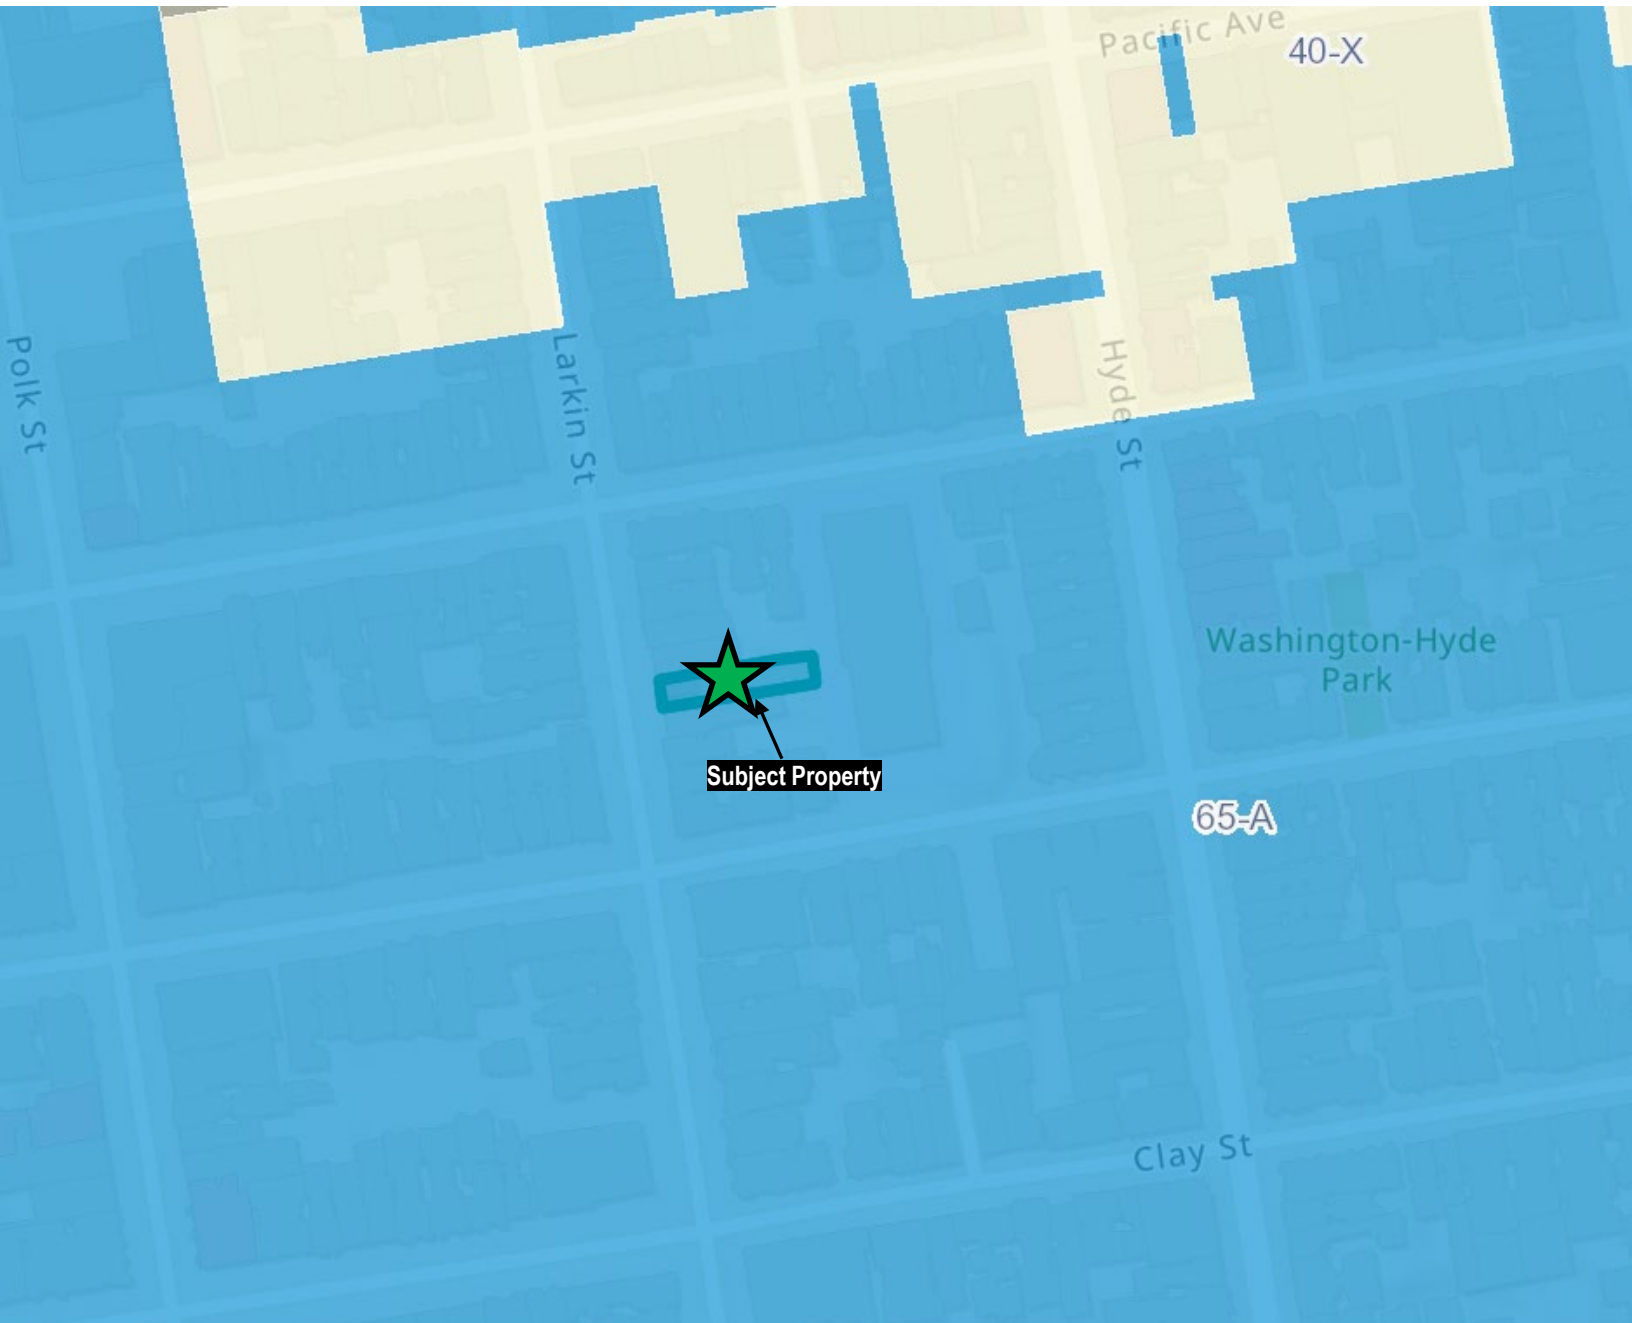 Pacific Ave
40-X
Polk St
Larkin St
Hyde St
Washington-Hyde
Park
Subject Property
65-A
Clay St